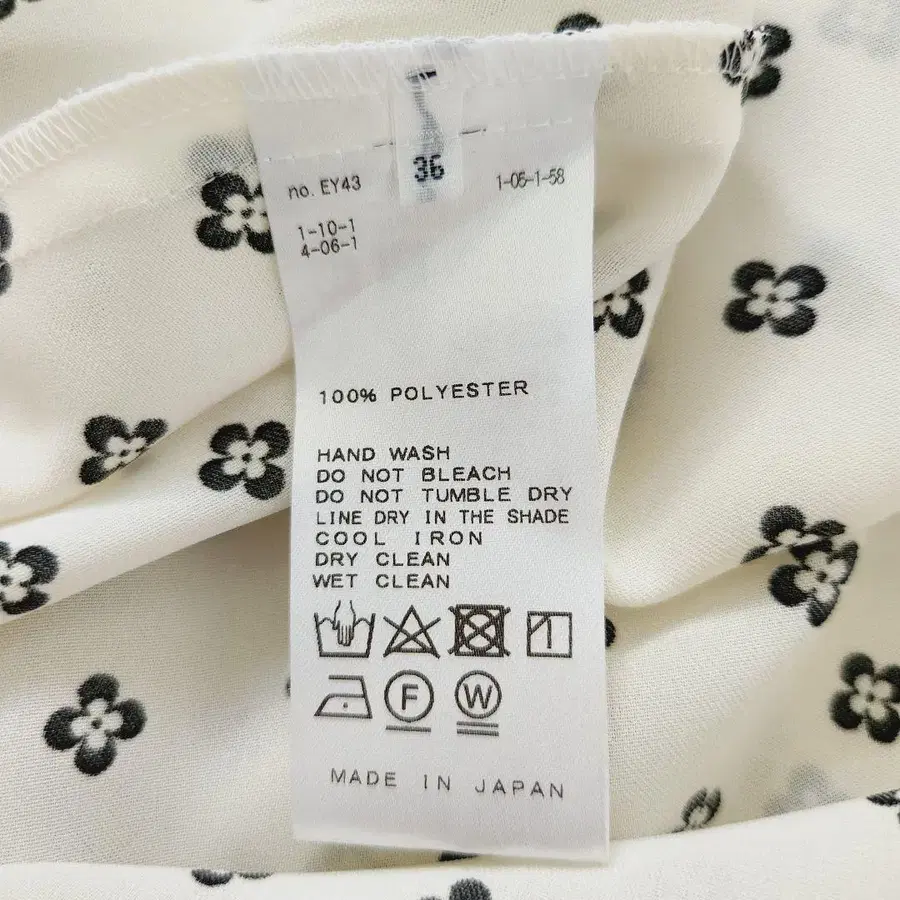 36
no. EY43
1-05-1-58
1-10-1
4-06-1
100% POLYESTER
HAND WASH
DO NOT BLEACH
DO NOT TUMBLE DRY
LINE DRY IN THE SHADE
COOL IRON
DRY CLEAN
WET CLEAN
F W
MADE IN JAPAN